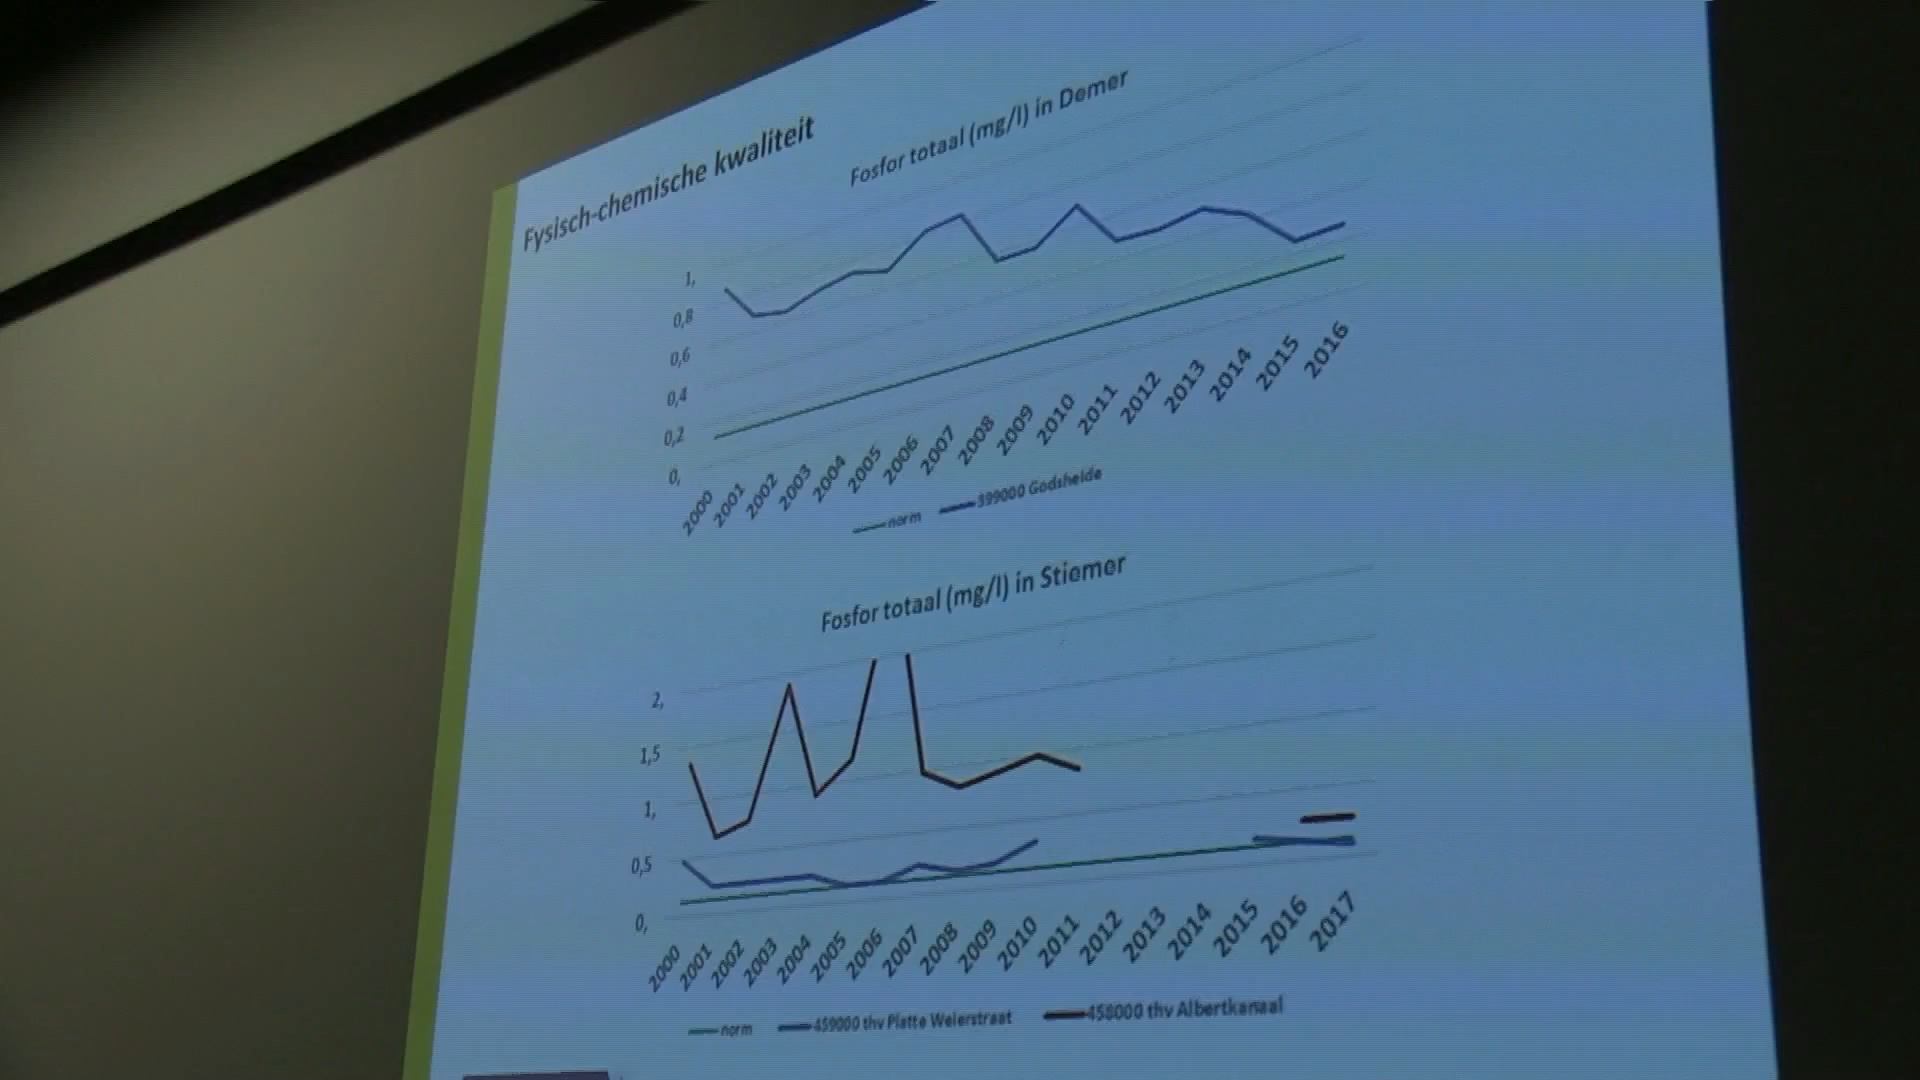 Fysisch-chemische kwaliteit
Fosfor totaal (mg/l) in Demer
1,
0,8
0,6
0,4
0,2
0,
2000 2001 2002 2003 2004 2005 2006 2007 2008 2009 2010 2011 2012 2013 2014 2015 2016
norm 399000 Godsheide
Fosfor totaal (mg/l) in Stiemer
2,
1,5
1,
0,5
0,
2000 2001 2002 2003 2004 2005 2006 2007 2008 2009 2010 2011 2012 2013 2014 2015 2016 2017
norm 459000 thv Platte Weierstraat 458000 thv Albertkanaal